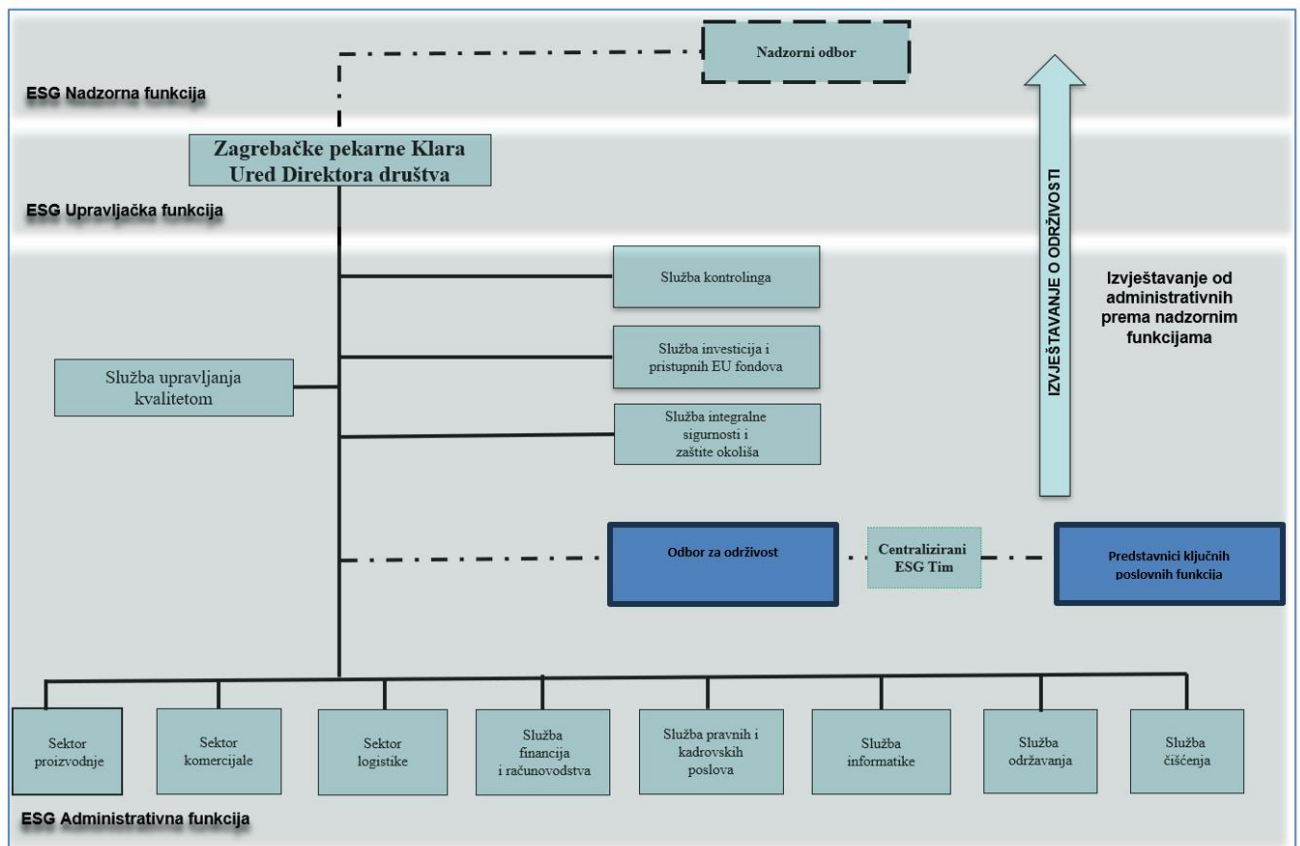 Nadzorni odbor
ESG Nadzorna funkcija
Zagrebačke pekarne Klara
Ured Direktora društva
ESG Upravljačka funkcija
IZVJEŠTAVANJE O ODRŽIVOSTI
Izvještavanje od
administrativnih
prema nadzornim
funkcijama
Služba kontrolinga
Služba investicija i
pristupnih EU fondova
Služba upravljanja
kvalitetom
Služba integralne
sigurnosti i
zaštite okoliša
Odbor za održivost
Centralizirani
ESG Tim
Predstavnici ključnih
poslovnih funkcija
Sektor
proizvodnje
Sektor
komercijale
Sektor
logistike
Služba
financija
i računovodstva
Služba pravnih i
kadrovskih
poslova
Služba
informatike
Služba
održavanja
Služba
čišćenja
ESG Administrativna funkcija